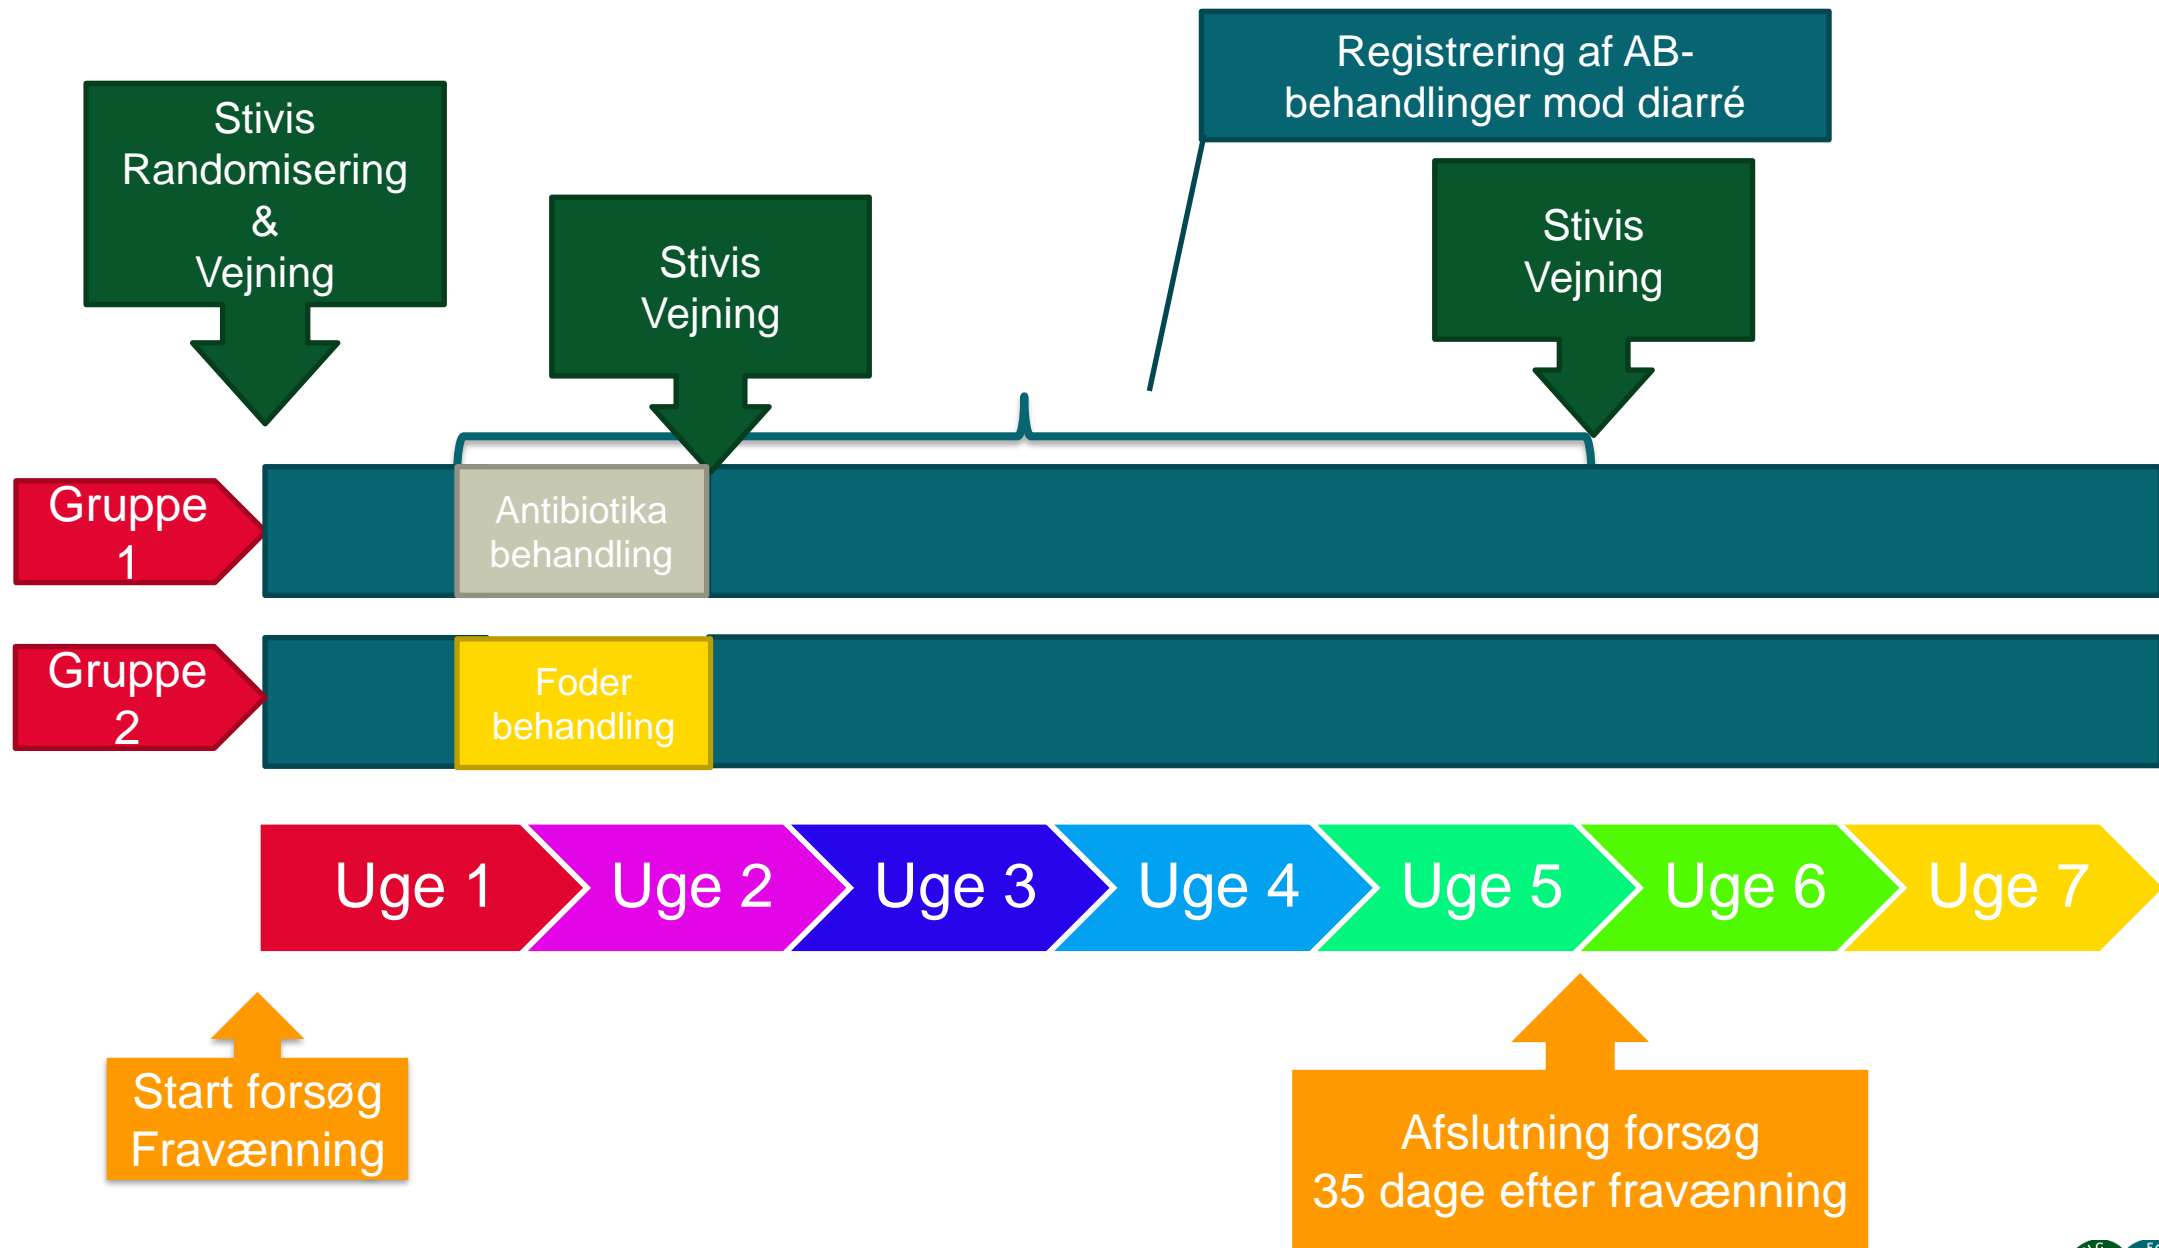 Registrering af AB-
behandlinger mod diarré
Stivis
Randomisering
&
Vejning
Stivis
Vejning
Stivis
Vejning
Gruppe
1
Antibiotika
behandling
Gruppe
2
Foder
behandling
Uge 1
Uge 2
Uge 3
Uge 4
Uge 5
Uge 6
Uge 7
Start forsøg
Fravænning
Afslutning forsøg
35 dage efter fravænning